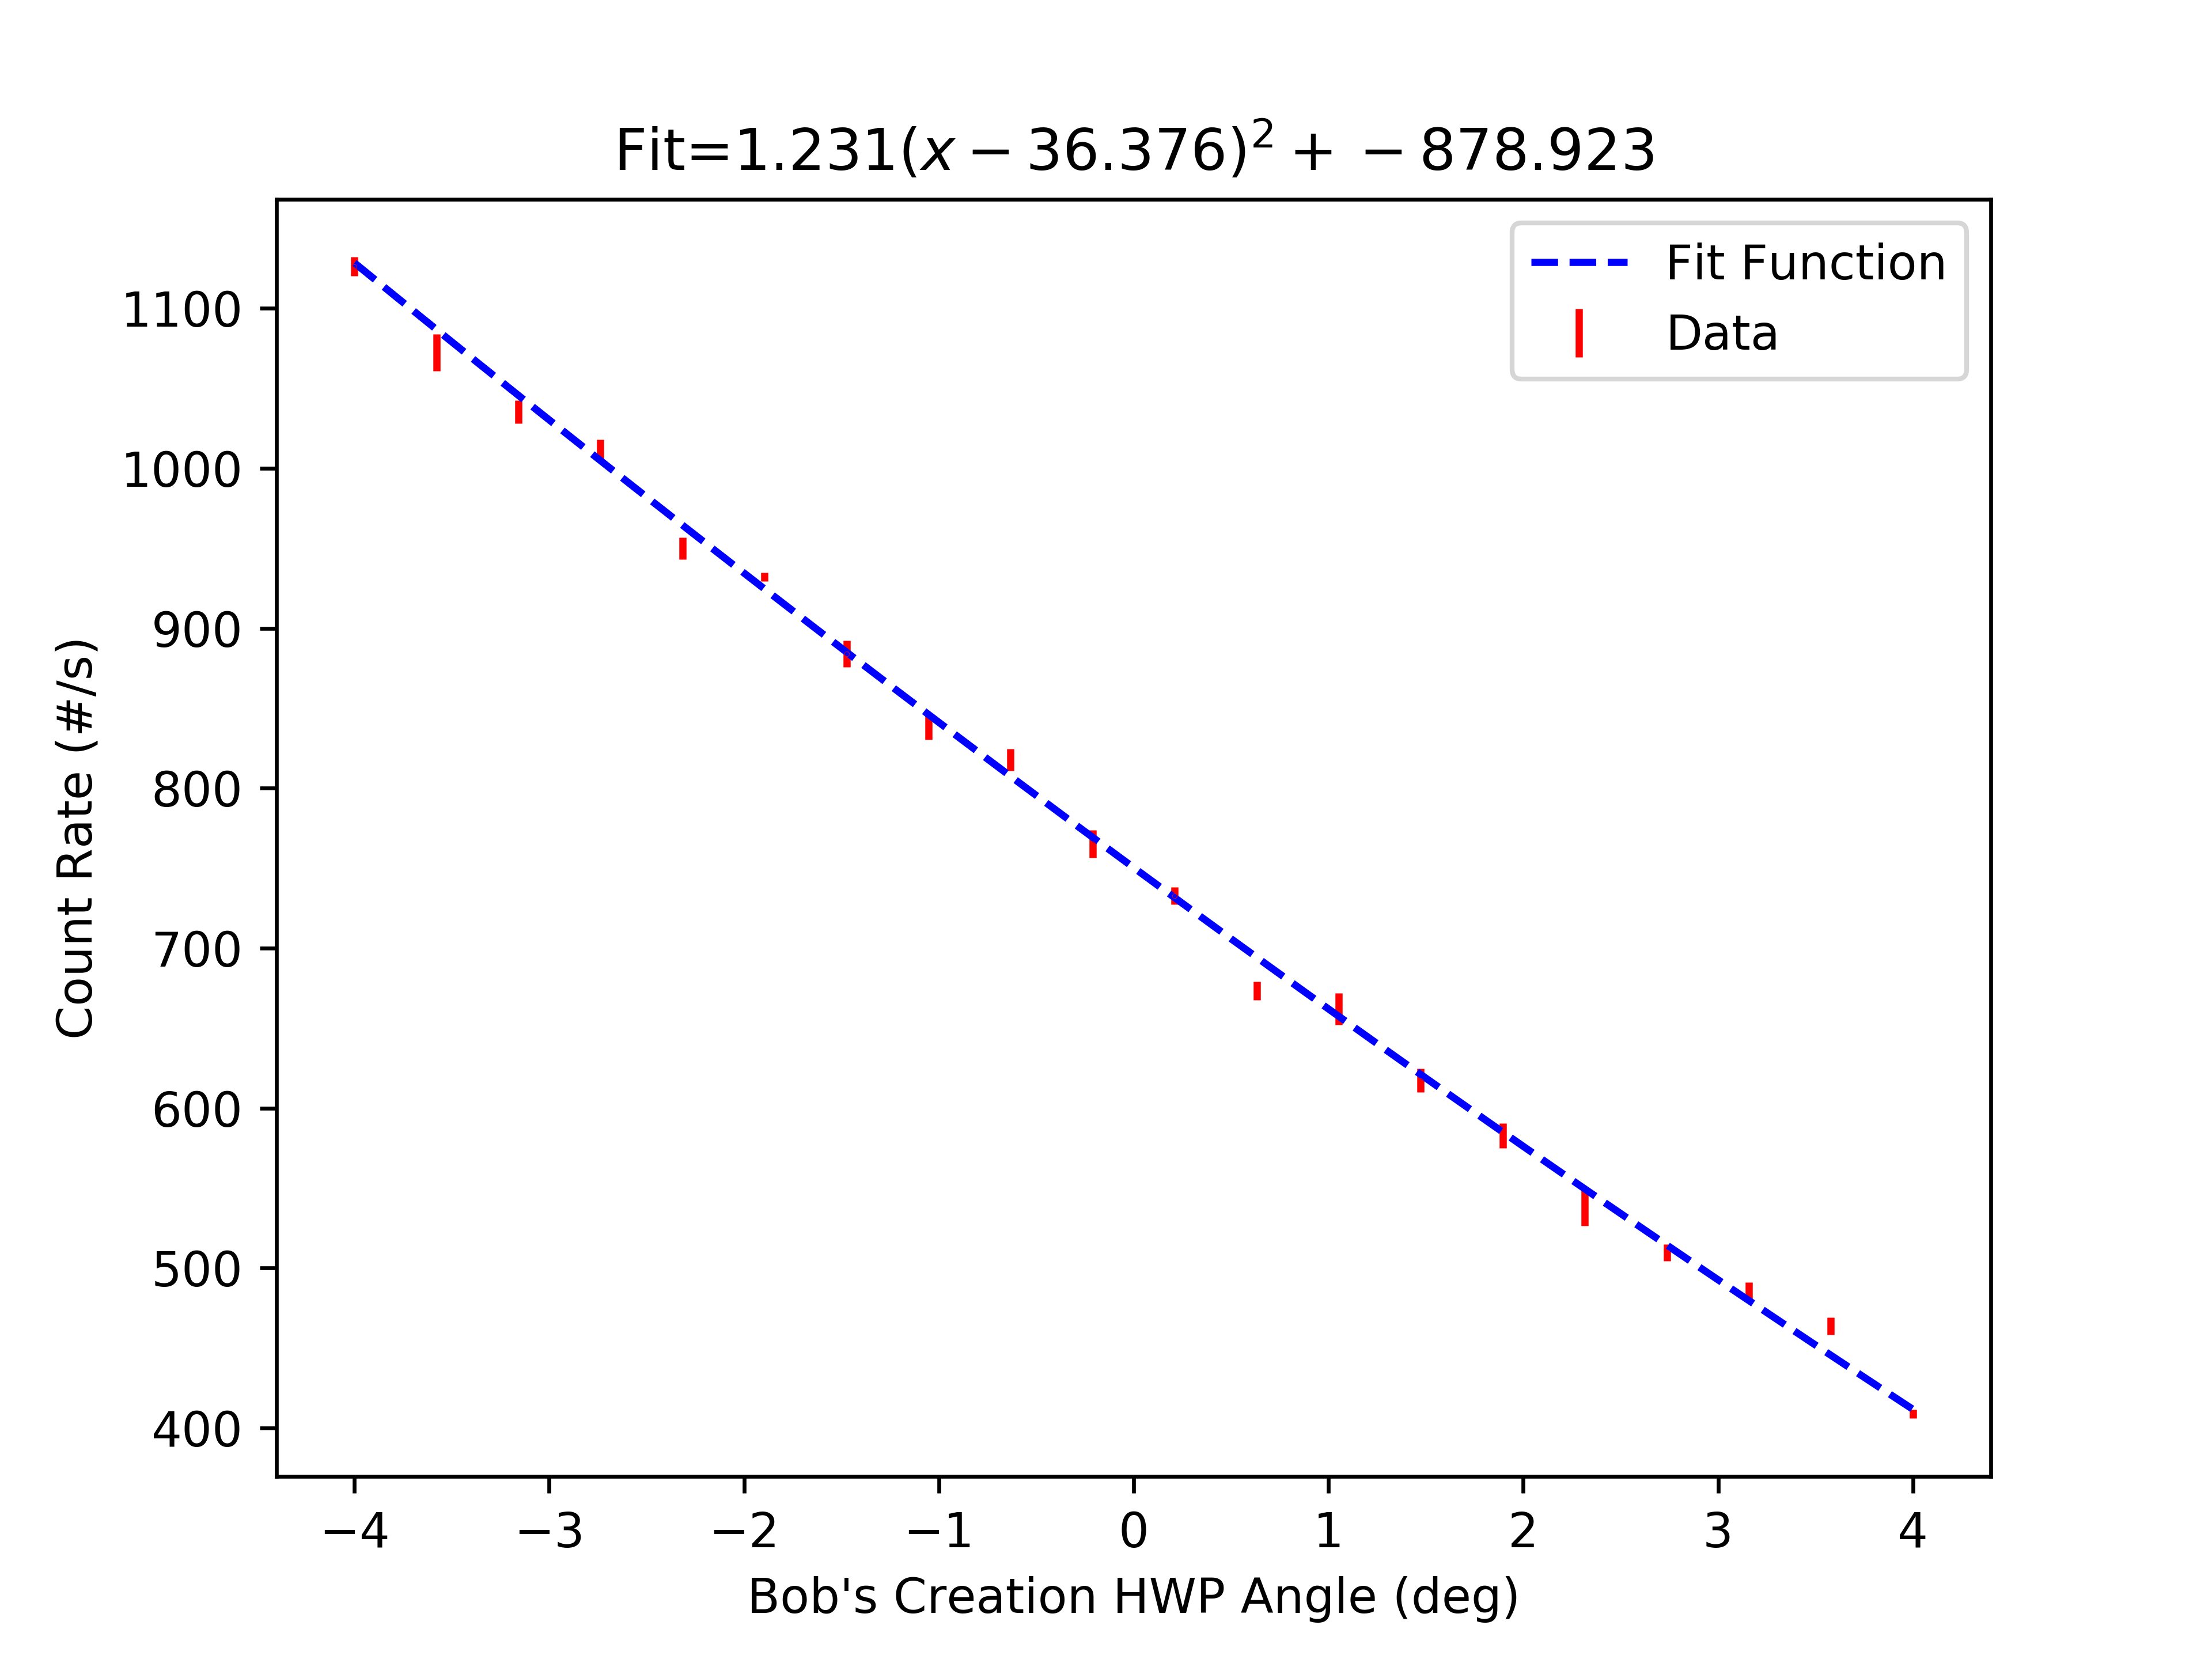 Fit=1.231(x − 36.376)² + − 878.923
Fit Function
Data
Count Rate (#/s)
1100
1000
900
800
700
600
500
400
−4 −3 −2 −1 0 1 2 3 4
Bob's Creation HWP Angle (deg)